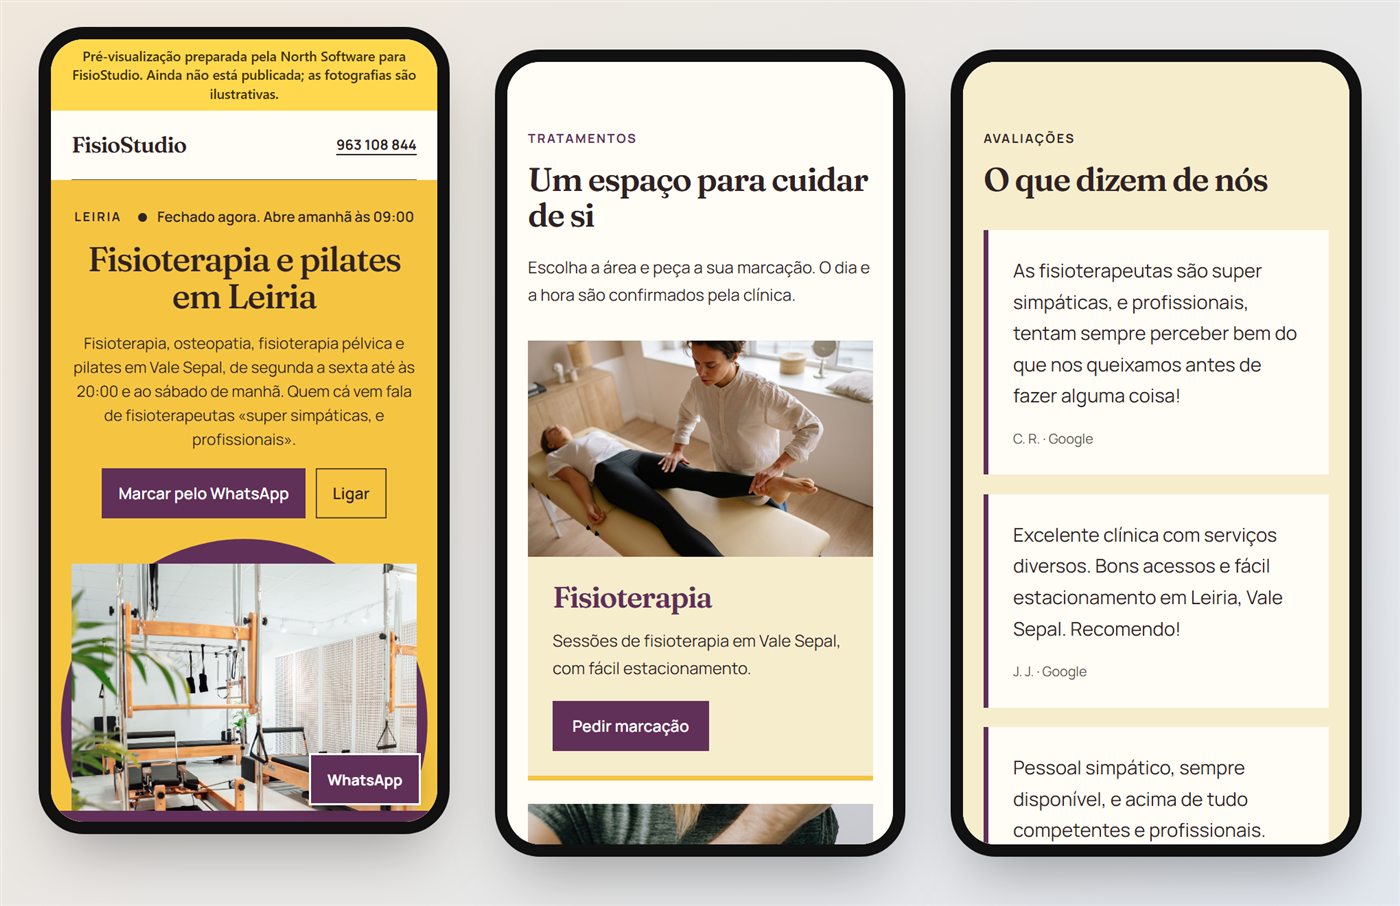 Pré-visualização preparada pela North Software para
FisioStudio. Ainda não está publicada; as fotografias são
ilustrativas.
FisioStudio
963 108 844
LEIRIA ● Fechado agora. Abre amanhã às 09:00
Fisioterapia e pilates
em Leiria
Fisioterapia, osteopatia, fisioterapia pélvica e
pilates em Vale Sepal, de segunda a sexta até às
20:00 e ao sábado de manhã. Quem cá vem fala
de fisioterapeutas «super simpáticas, e
profissionais».
Marcar pelo WhatsApp
Ligar
WhatsApp
TRATAMENTOS
Um espaço para cuidar
de si
Escolha a área e peça a sua marcação. O dia e
a hora são confirmados pela clínica.
Fisioterapia
Sessões de fisioterapia em Vale Sepal,
com fácil estacionamento.
Pedir marcação
AVALIAÇÕES
O que dizem de nós
As fisioterapeutas são super
simpáticas, e profissionais,
tentam sempre perceber bem do
que nos queixamos antes de
fazer alguma coisa!
C. R. · Google
Excelente clínica com serviços
diversos. Bons acessos e fácil
estacionamento em Leiria, Vale
Sepal. Recomendo!
J. J. · Google
Pessoal simpático, sempre
disponível, e acima de tudo
competentes e profissionais.